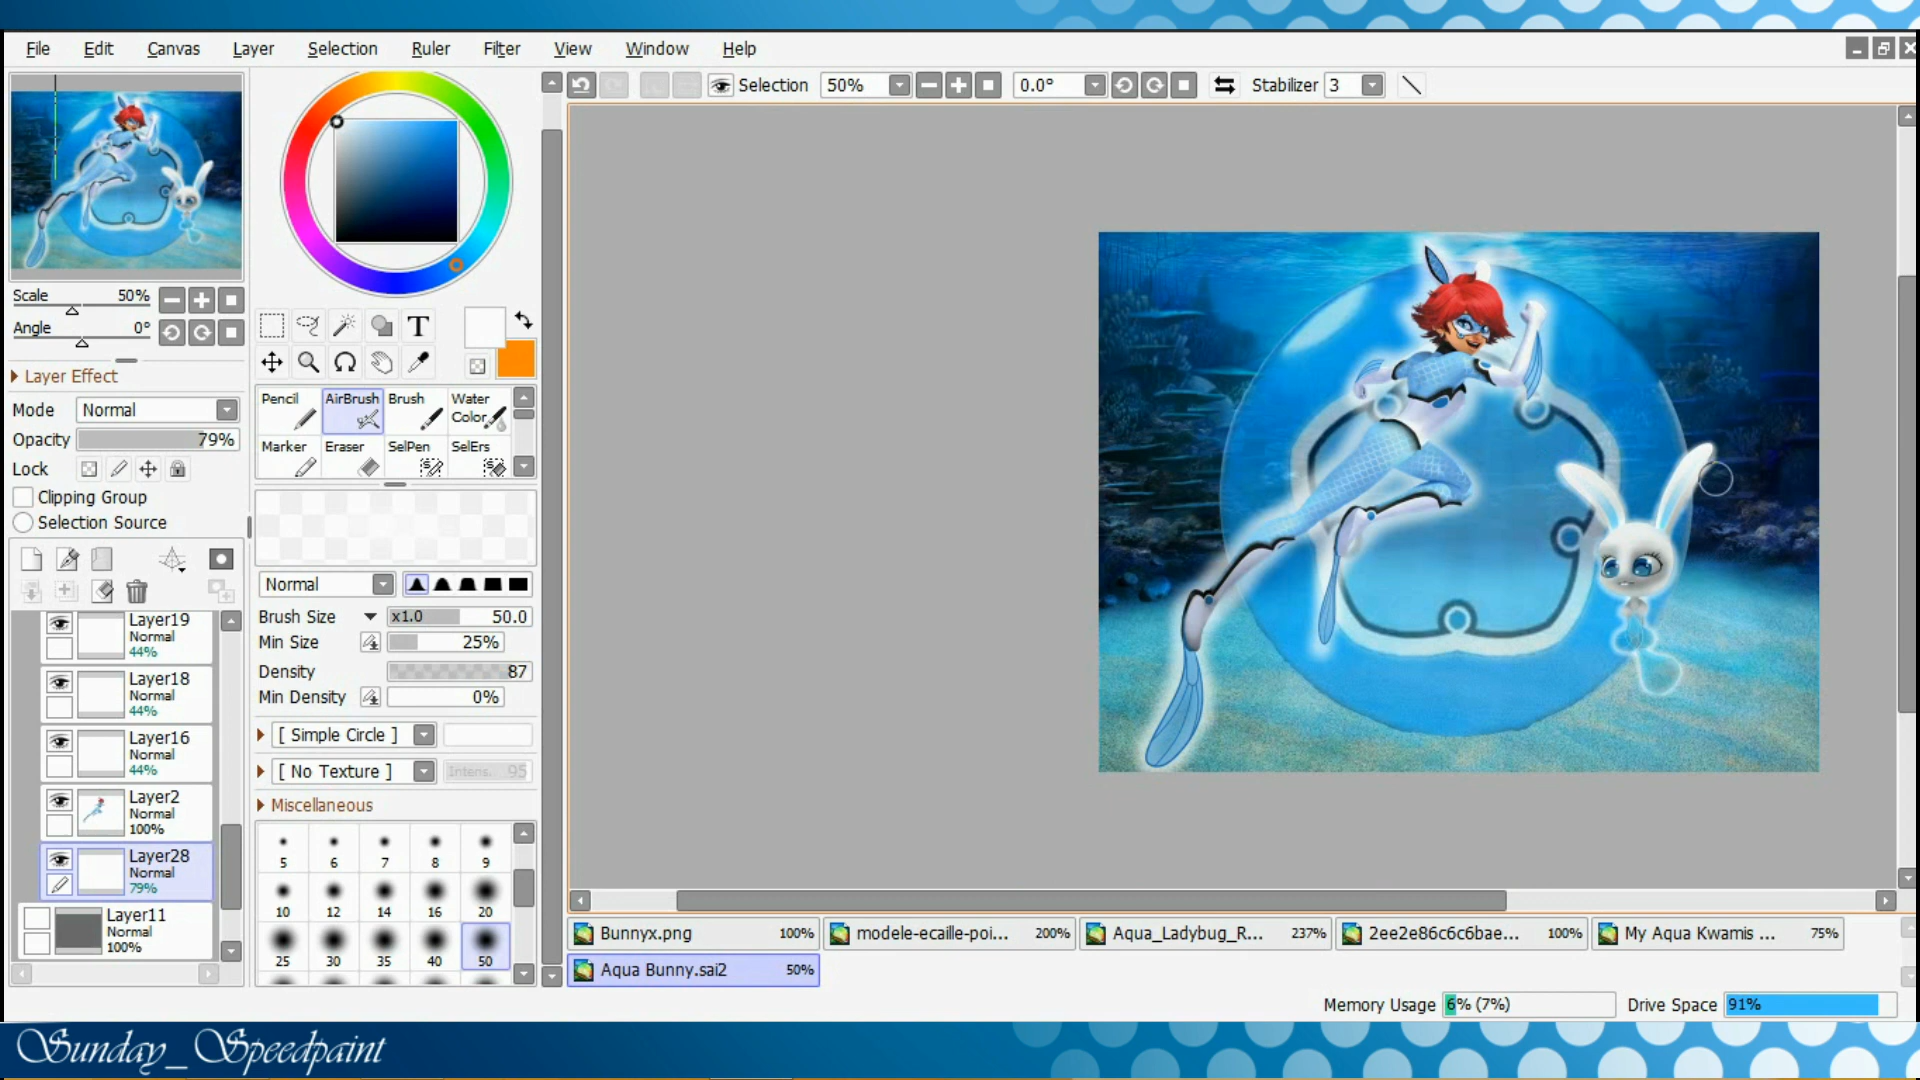 File Edit Canvas Layer Selection Ruler Filter View Window Help
Selection 50% 0.0° Stabilizer 3
Scale 50%
Angle 0°
Layer Effect
Mode Normal
Opacity 79%
Lock
Clipping Group
Selection Source
Layer19
Normal
44%
Layer18
Normal
44%
Layer16
Normal
44%
Layer2
Normal
100%
Layer28
Normal
79%
Layer11
Normal
100%
T
Pencil AirBrush Brush Water Color
Marker Eraser SelPen SelErs
Normal
Brush Size x1.0 50.0
Min Size 25%
Density 87
Min Density 0%
[ Simple Circle ]
[ No Texture ] Intens. 95
Miscellaneous
5 6 7 8 9
10 12 14 16 20
25 30 35 40 50
Bunnyx.png 100% modele-ecaille-poi... 200% Aqua_Ladybug_R... 237% 2ee2e86c6c6bae... 100% My Aqua Kwamis ... 75%
Aqua Bunny.sai2 50%
Memory Usage 6% (7%) Drive Space 91%
Sunday_Speedpaint